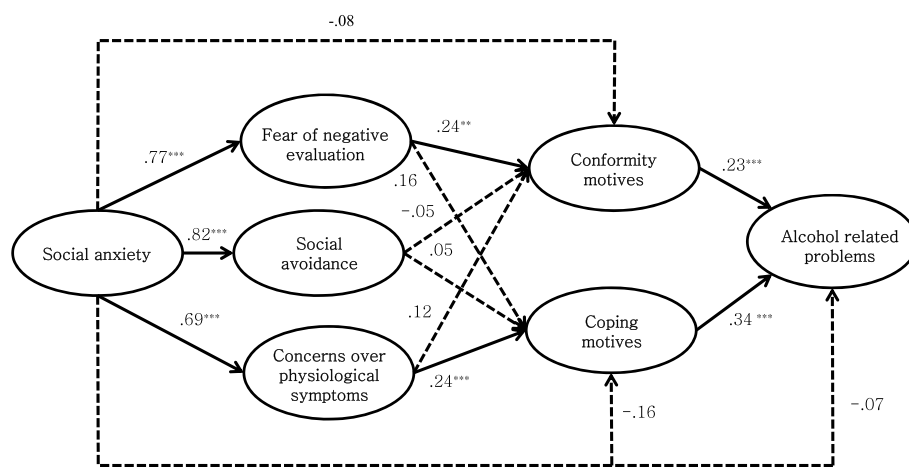 -.08
Fear of negative
evaluation
.24**
Conformity
motives
.77***
.16
.23***
-.05
Social anxiety
.82***
Social
avoidance
.05
Alcohol related
problems
.69***
.12
Coping
motives
.34 ***
Concerns over
physiological
symptoms
.24***
-.16
-.07